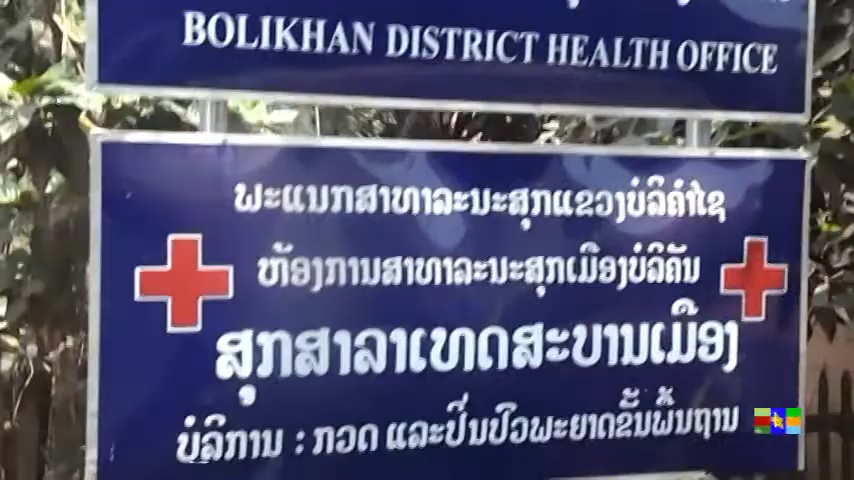 BOLIKHAN DISTRICT HEALTH OFFICE
ພະແນກສາທາລະນະສຸກແຂວງບໍລິຄຳໄຊ
ຫ້ອງການສາທາລະນະສຸກເມືອງບໍລິຄັນ
ສຸກສາລາເທດສະບານເມືອງ
ບໍລິການ : ກວດ ແລະປິ່ນປົວພະຍາດຂັ້ນພື້ນຖານ